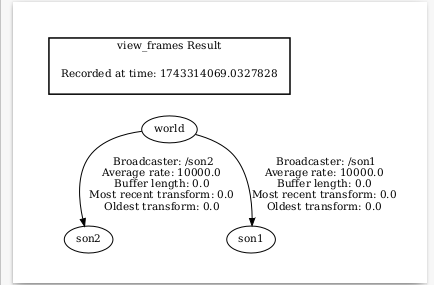 view_frames Result
Recorded at time: 1743314069.0327828
world
Broadcaster: /son2
Average rate: 10000.0
Buffer length: 0.0
Most recent transform: 0.0
Oldest transform: 0.0
Broadcaster: /son1
Average rate: 10000.0
Buffer length: 0.0
Most recent transform: 0.0
Oldest transform: 0.0
son2
son1